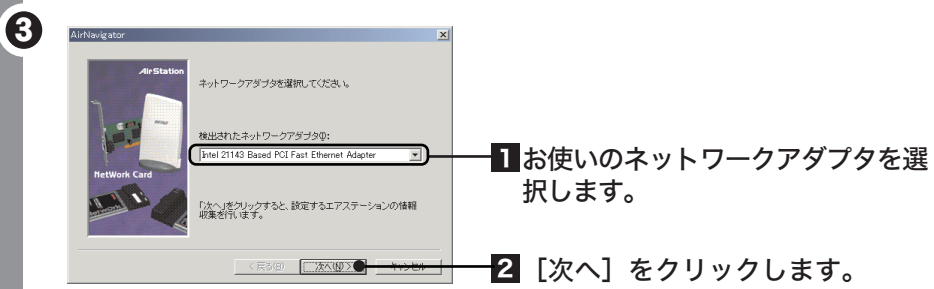 3
AirNavigator
AirStation
ネットワークアダプタを選択してください。
検出されたネットワークアダプタ(I):
Intel 21143 Based PCI Fast Ethernet Adapter
NetWork Card
「次へ」をクリックすると、設定するエアステーションの情報
収集を行います。
< 戻る(B)
次へ(N) >
キャンセル
1 お使いのネットワークアダプタを選
択します。
2 ［次へ］をクリックします。